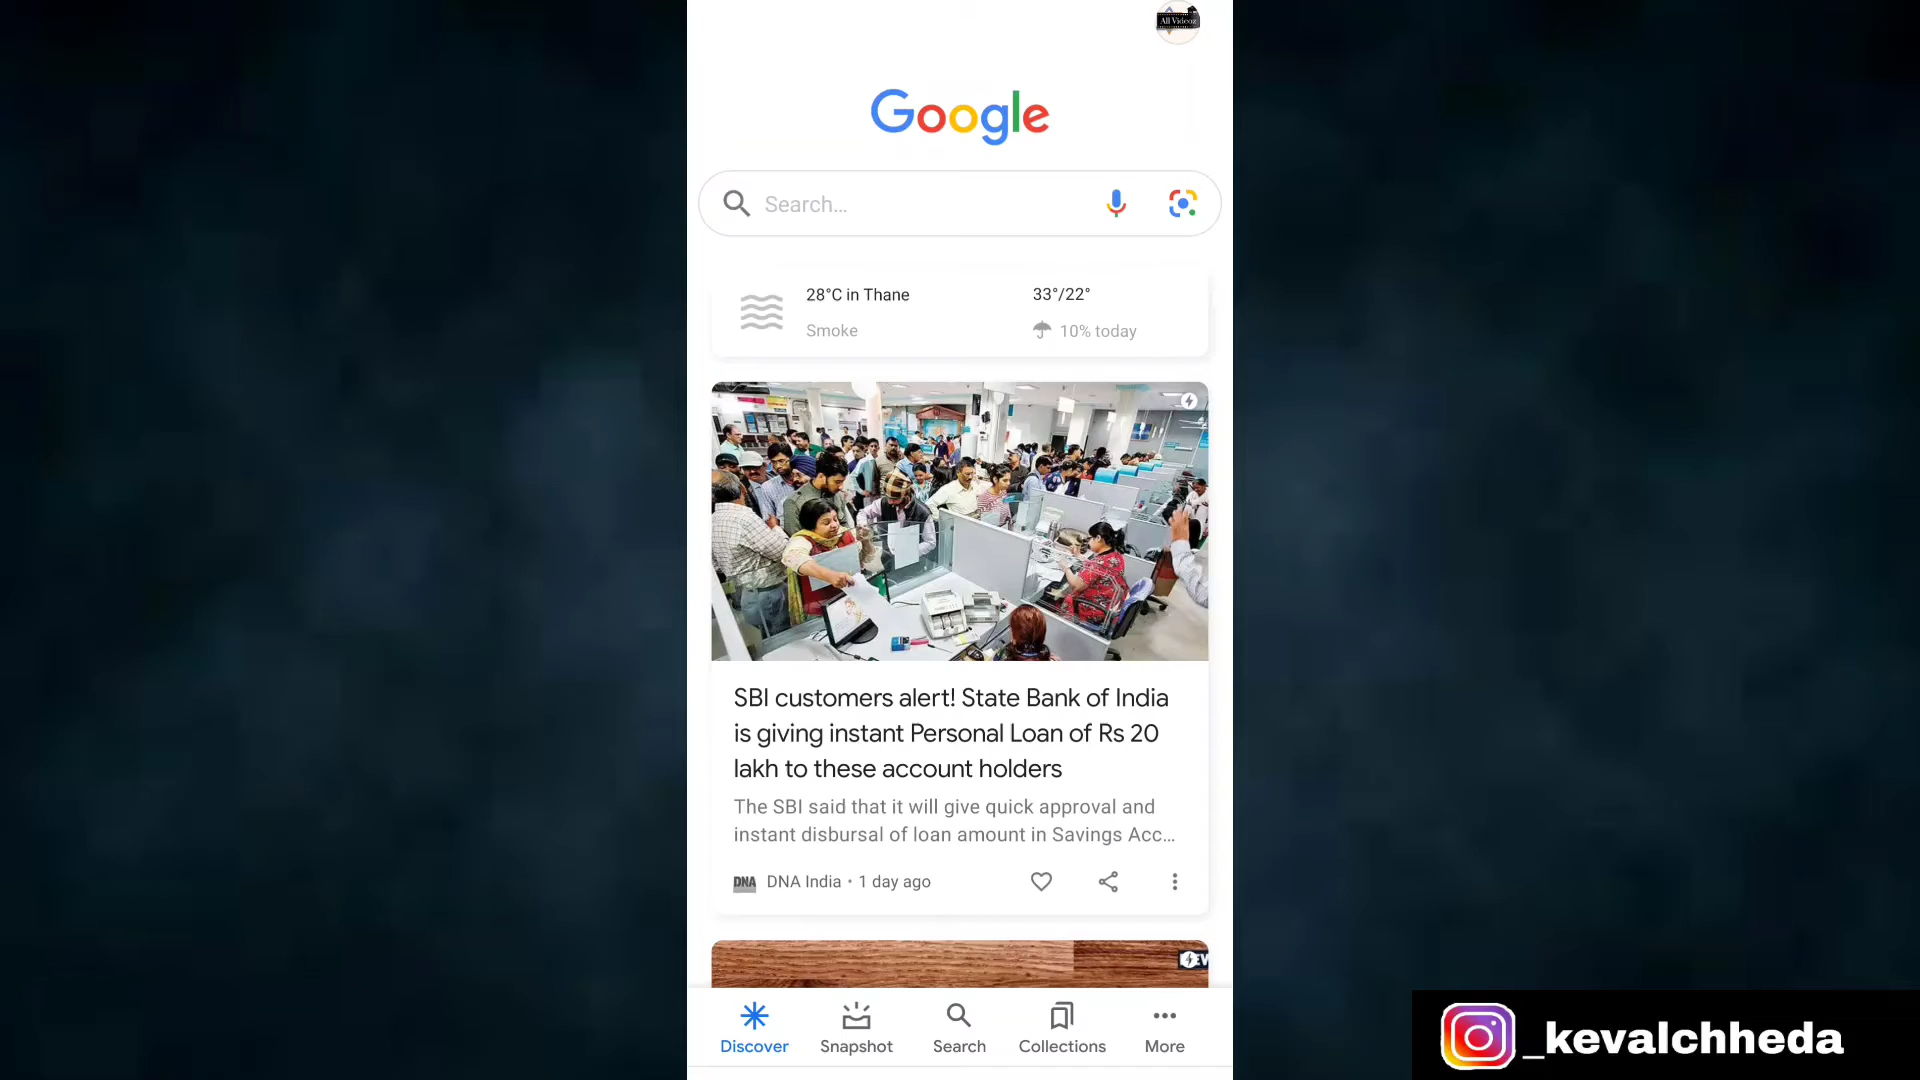 All Videoz
Google
Search...
28°C in Thane
33°/22°
Smoke
10% today
SBI customers alert! State Bank of India
is giving instant Personal Loan of Rs 20
lakh to these account holders
The SBI said that it will give quick approval and
instant disbursal of loan amount in Savings Acc...
DNA DNA India • 1 day ago
Discover
Snapshot
Search
Collections
More
_kevalchheda